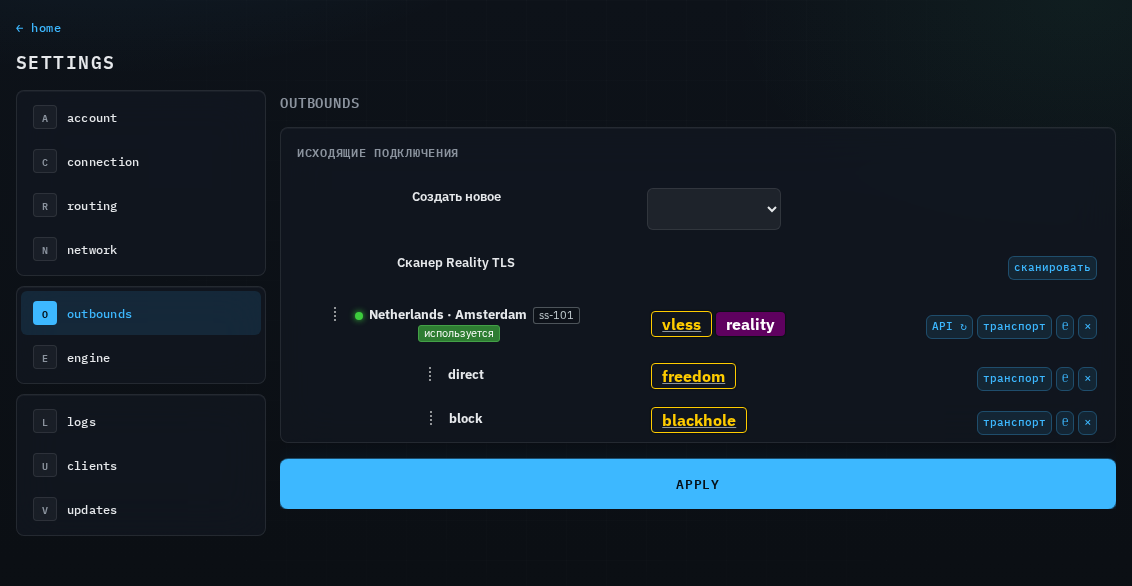 ← home
SETTINGS
A account
C connection
R routing
N network
O outbounds
E engine
L logs
U clients
V updates
OUTBOUNDS
ИСХОДЯЩИЕ ПОДКЛЮЧЕНИЯ
Создать новое
Сканер Reality TLS
сканировать
Netherlands · Amsterdam ss-101
используется
vless reality
API ↻ транспорт ℮ ×
direct
freedom
транспорт ℮ ×
block
blackhole
транспорт ℮ ×
APPLY